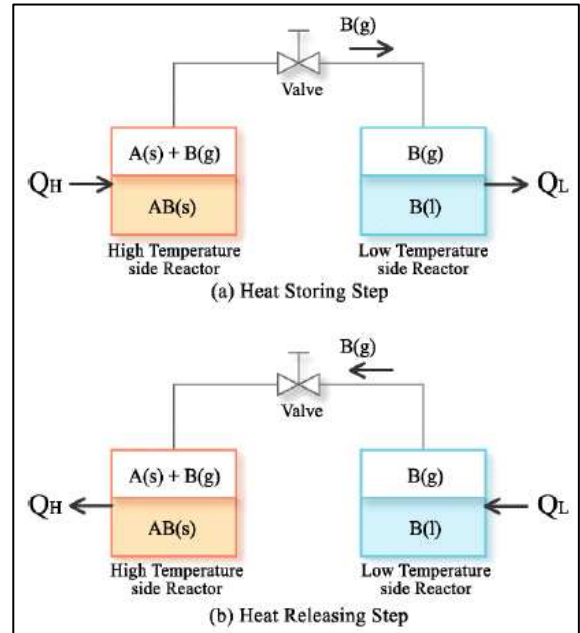 B(g)
Valve
A(s) + B(g)
B(g)
QH
AB(s)
B(l)
QL
High Temperature
side Reactor
Low Temperature
side Reactor
(a) Heat Storing Step
B(g)
Valve
A(s) + B(g)
B(g)
QH
AB(s)
B(l)
QL
High Temperature
side Reactor
Low Temperature
side Reactor
(b) Heat Releasing Step